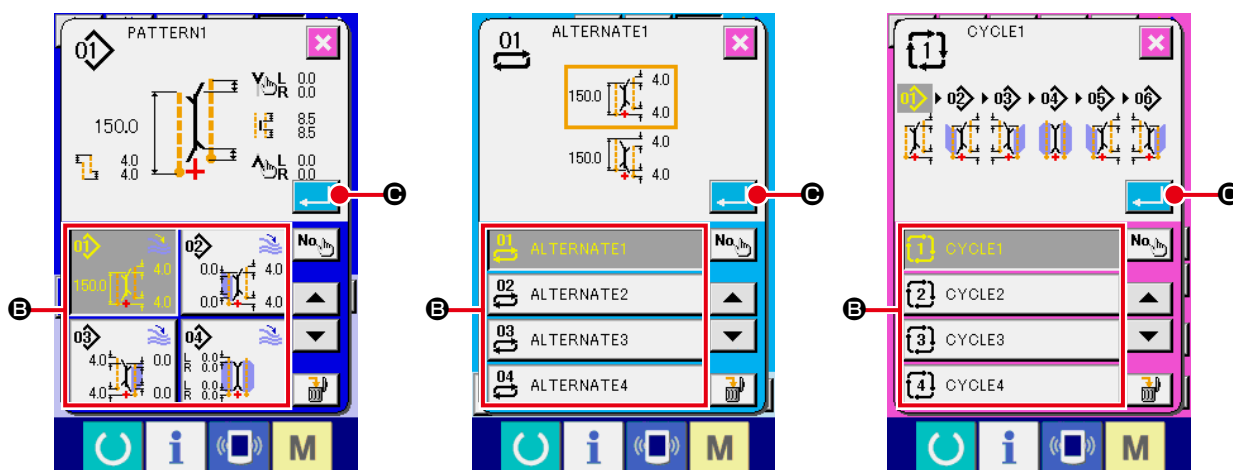 01 PATTERN1
Y L 0.0
R 0.0
150.0
8.5
8.5
4.0
4.0
L 0.0
R 0.0
C
01
No.
4.0
150.0
4.0
02
0.0
4.0
0.0
4.0
B
03
4.0
0.0
4.0
0.0
04
L 0.0
R 0.0
L 0.0
R 0.0
i
M
01 ALTERNATE1
150.0
4.0
4.0
150.0
4.0
4.0
C
01 ALTERNATE1
No.
02 ALTERNATE2
B
03 ALTERNATE3
04 ALTERNATE4
i
M
1 CYCLE1
01 02 03 04 05 06
C
1 CYCLE1
No.
2 CYCLE2
B
3 CYCLE3
4 CYCLE4
i
M